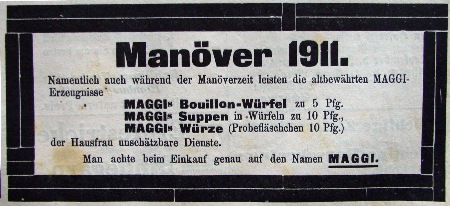 Manöver 1911.
Namentlich auch während der Manöverzeit leisten die altbewährten MAGGI-
Erzeugnisse
MAGGIs Bouillon-Würfel zu 5 Pfg.
MAGGIs Suppen in -Würfeln zu 10 Pfg.,
MAGGIs Würze (Probefläschchen 10 Pfg.)
der Hausfrau unschätzbare Dienste.
Man achte beim Einkauf genau auf den Namen MAGGI.